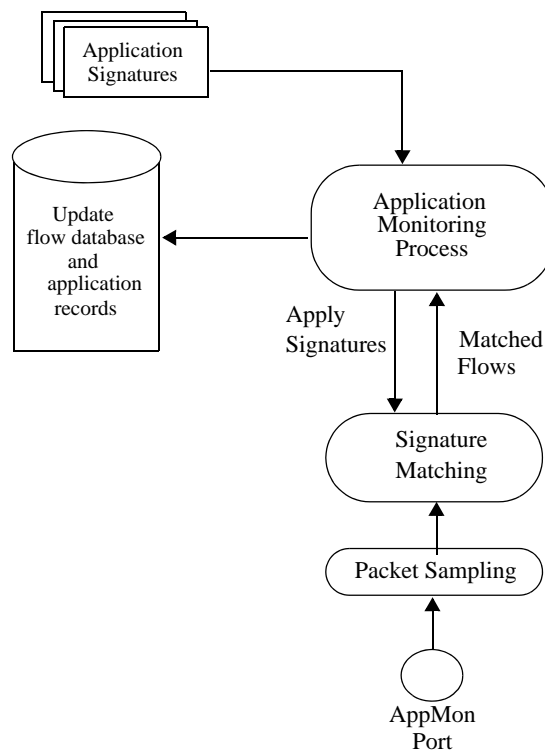 Application
Signatures
Update
flow database
and
application
records
Application
Monitoring
Process
Apply
Signatures
Matched
Flows
Signature
Matching
Packet Sampling
AppMon
Port